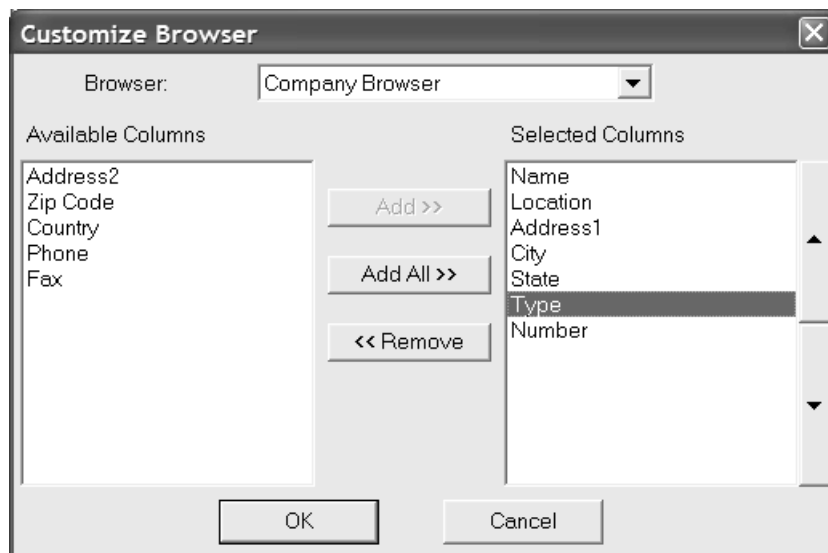 Customize Browser
Browser: Company Browser
Available Columns
Selected Columns
Address2
Zip Code
Country
Phone
Fax
Add >>
Add All >>
<< Remove
Name
Location
Address1
City
State
Type
Number
OK
Cancel